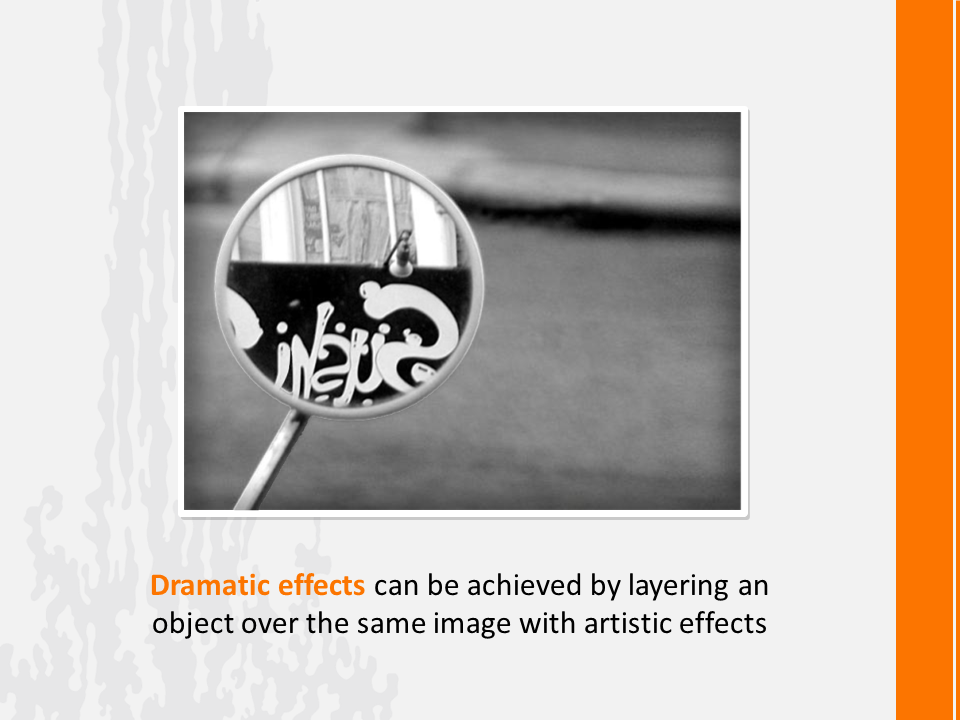 Dramatic effects can be achieved by layering an
object over the same image with artistic effects